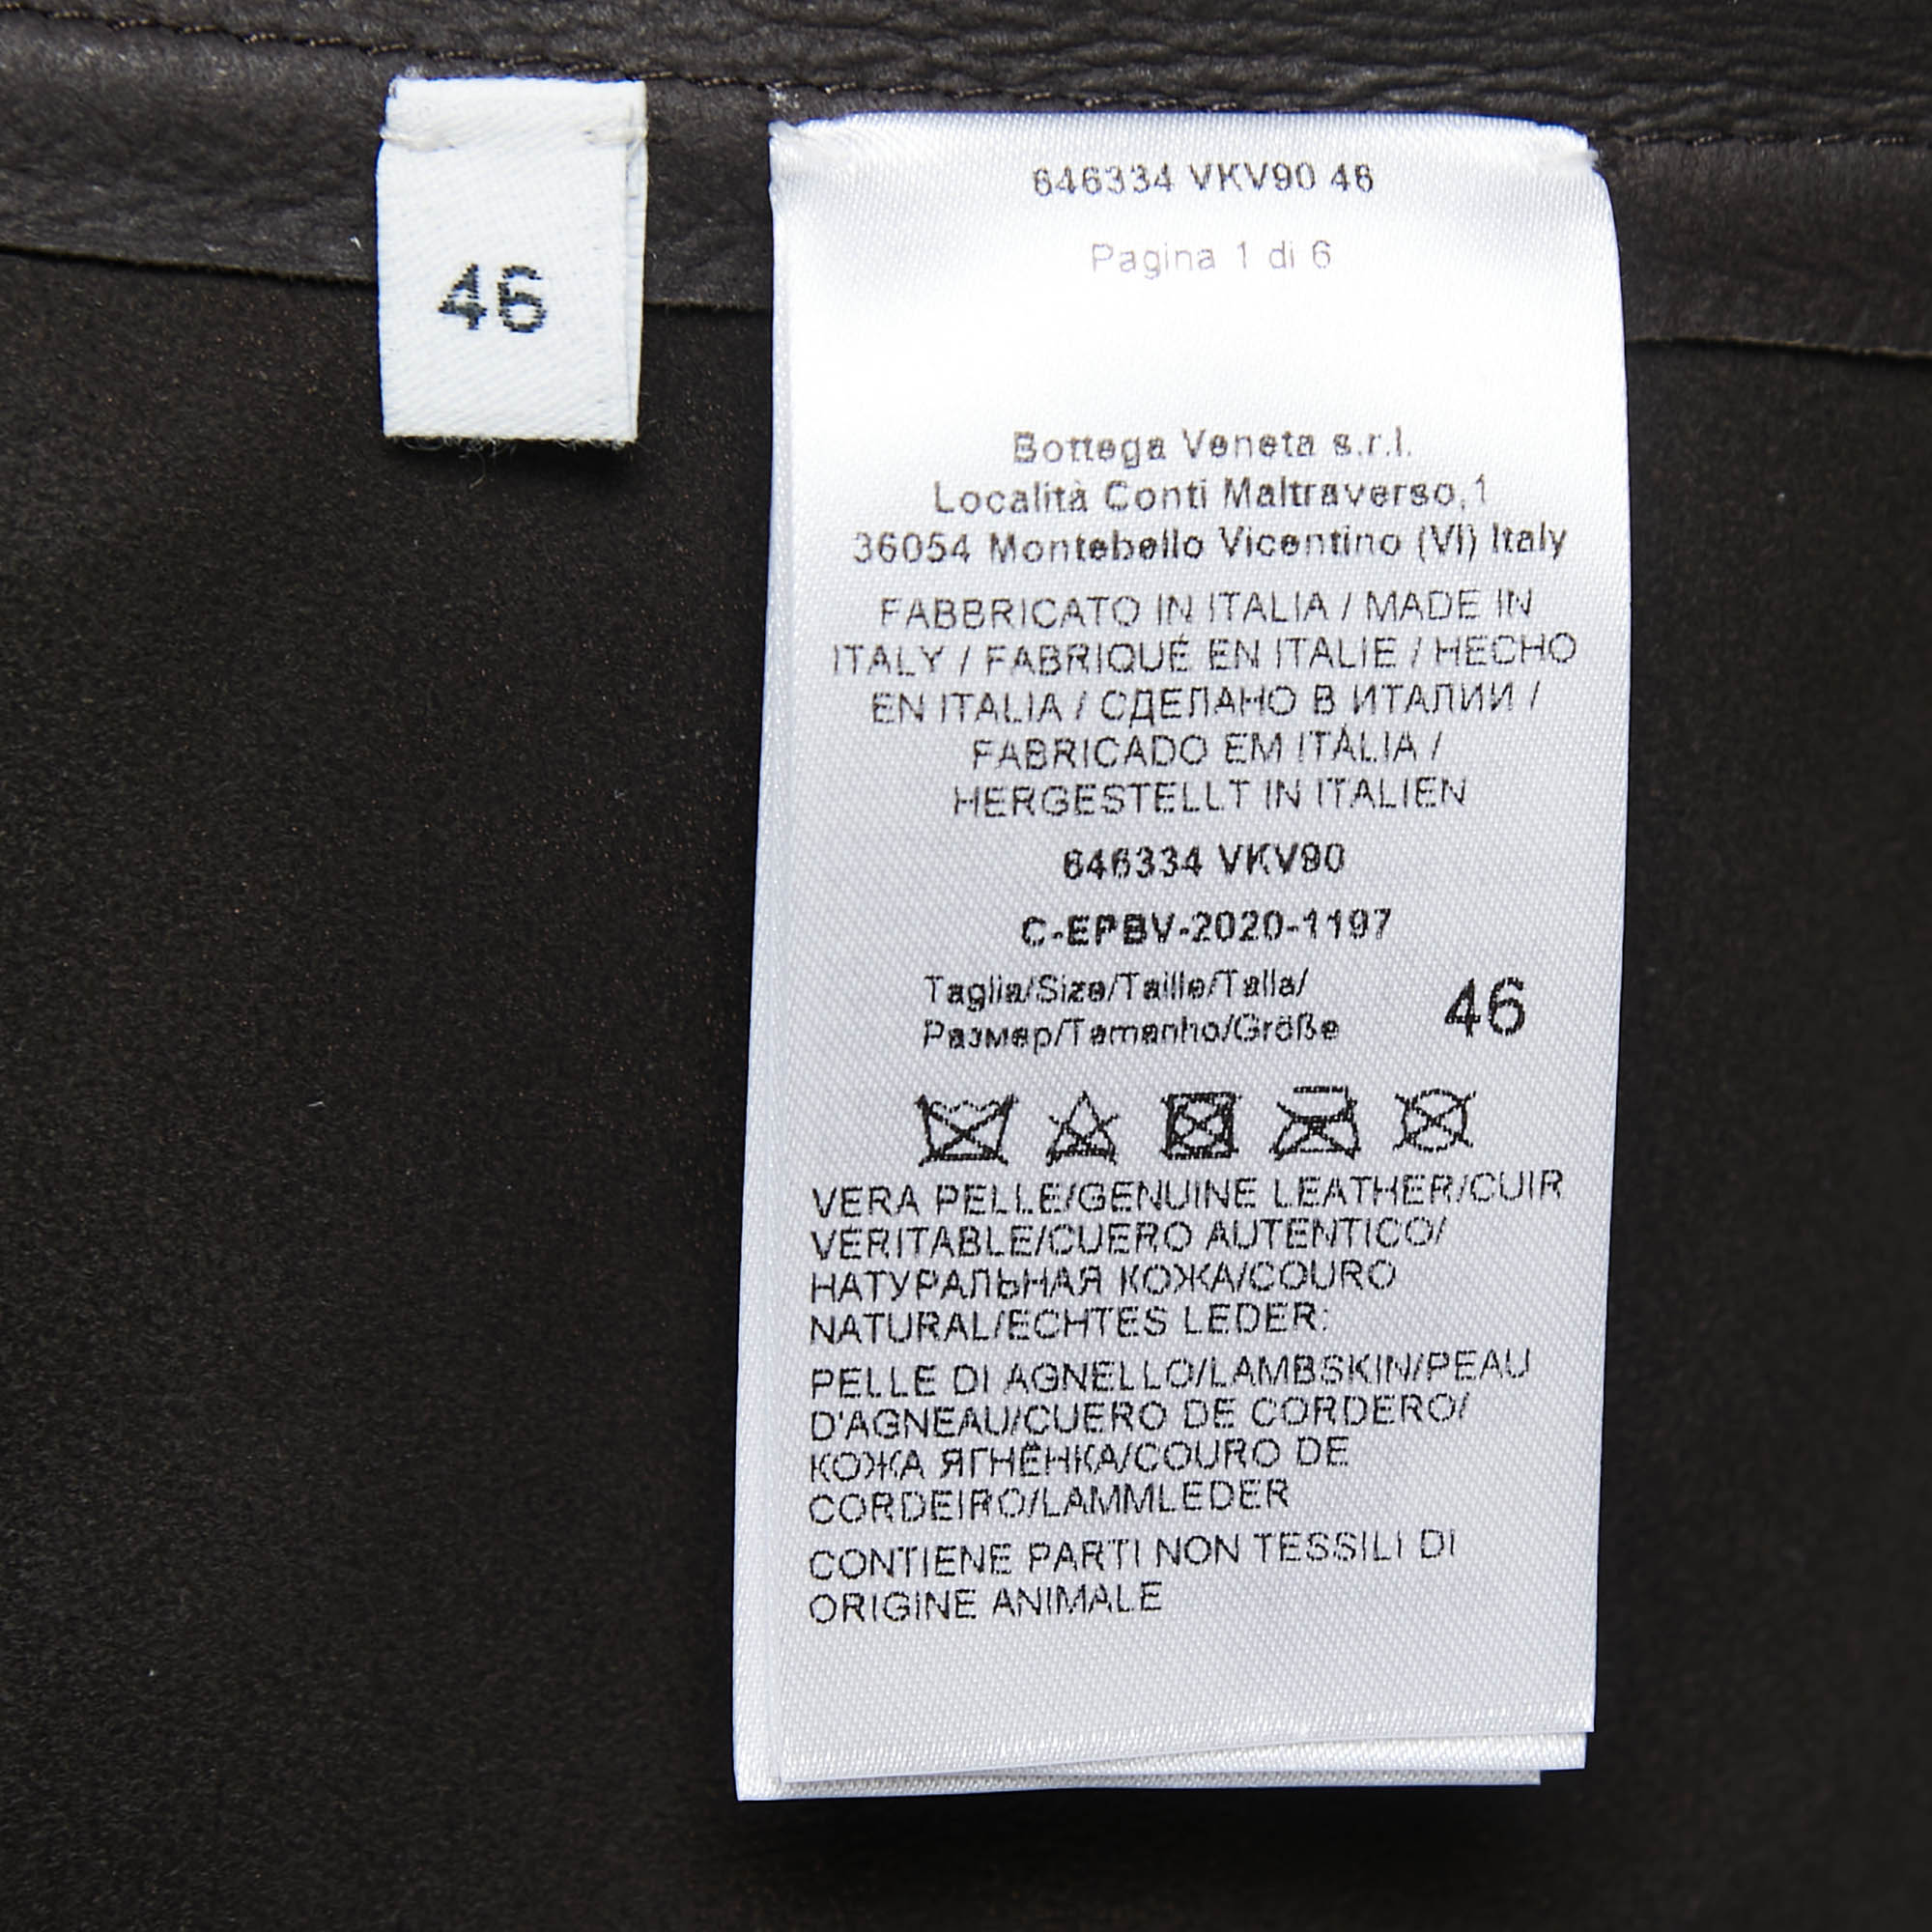 46
646334 VKV90 46
Pagina 1 di 6
Bottega Veneta s.r.l.
Località Conti Maltraverso,1
36054 Montebello Vicentino (VI) Italy
FABBRICATO IN ITALIA / MADE IN
ITALY / FABRIQUÉ EN ITALIE / HECHO
EN ITALIA / СДЕЛАНО В ИТАЛИИ /
FABRICADO EM ITÁLIA /
HERGESTELLT IN ITALIEN
646334 VKV90
C-EPBV-2020-1197
Taglia/Size/Taille/Talla/
Размер/Tamanho/Größe 46
VERA PELLE/GENUINE LEATHER/CUIR
VÉRITABLE/CUERO AUTENTICO/
НАТУРАЛЬНАЯ КОЖА/COURO
NATURAL/ECHTES LEDER:
PELLE DI AGNELLO/LAMBSKIN/PEAU
D'AGNEAU/CUERO DE CORDERO/
КОЖА ЯГНЁНКА/COURO DE
CORDEIRO/LAMMLEDER
CONTIENE PARTI NON TESSILI DI
ORIGINE ANIMALE